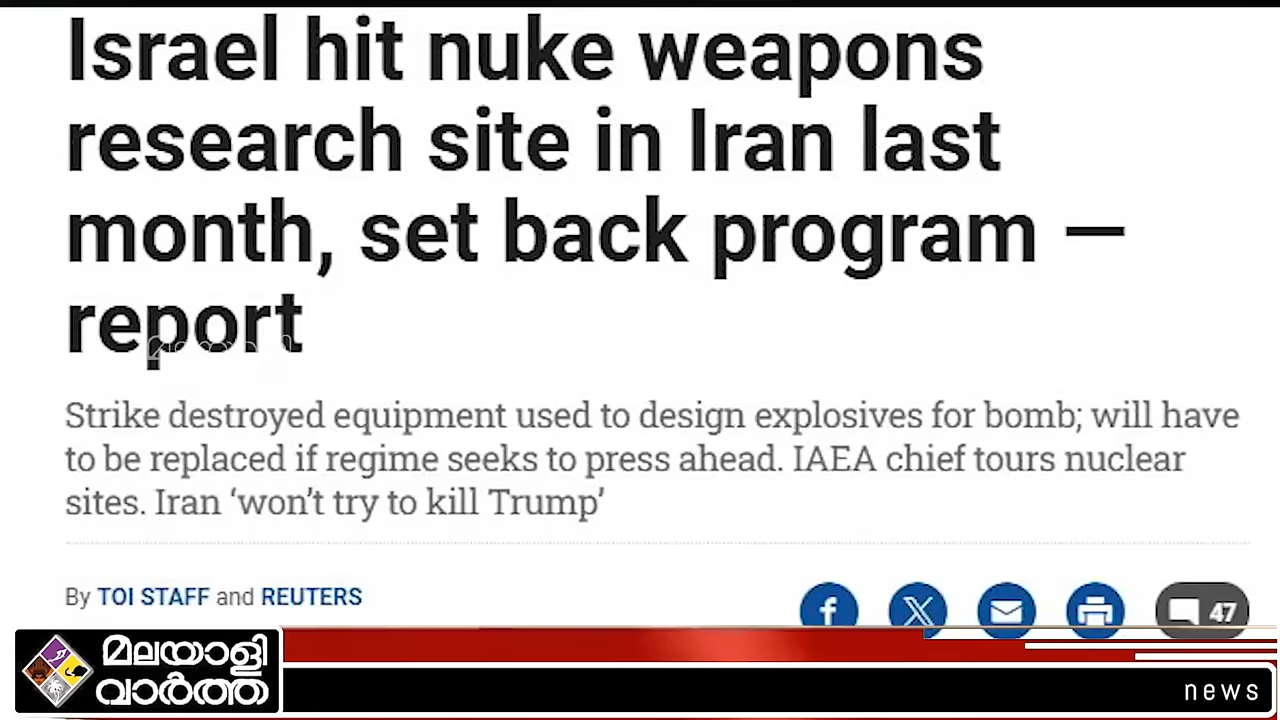 Israel hit nuke weapons
research site in Iran last
month, set back program —
report
Strike destroyed equipment used to design explosives for bomb; will have
to be replaced if regime seeks to press ahead. IAEA chief tours nuclear
sites. Iran ‘won’t try to kill Trump’
By TOI STAFF and REUTERS
47
മലയാളി
വാർത്ത
news